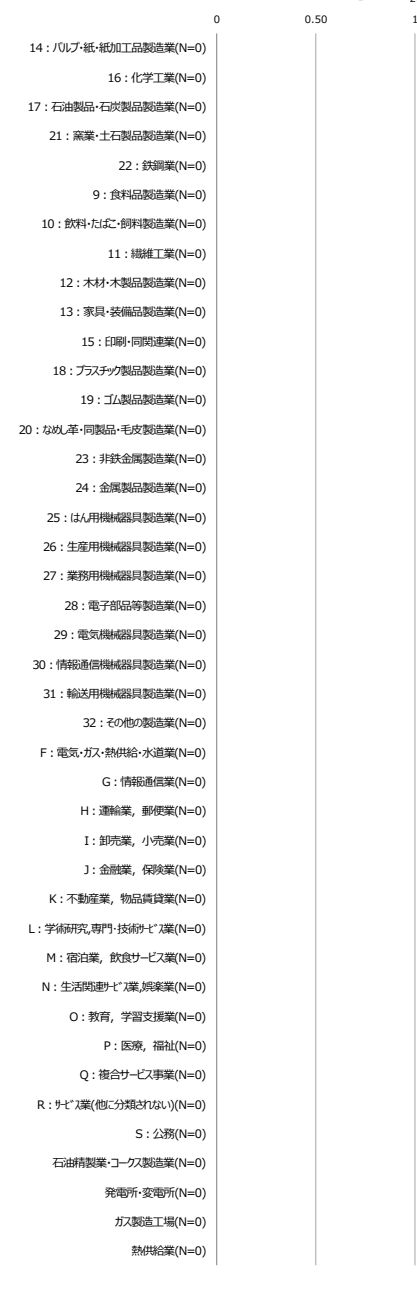 2
0 0.50 1
14：パルプ・紙・紙加工品製造業(N=0)
16：化学工業(N=0)
17：石油製品・石炭製品製造業(N=0)
21：窯業・土石製品製造業(N=0)
22：鉄鋼業(N=0)
9：食料品製造業(N=0)
10：飲料・たばこ・飼料製造業(N=0)
11：繊維工業(N=0)
12：木材・木製品製造業(N=0)
13：家具・装備品製造業(N=0)
15：印刷・同関連業(N=0)
18：プラスチック製品製造業(N=0)
19：ゴム製品製造業(N=0)
20：なめし革・同製品・毛皮製造業(N=0)
23：非鉄金属製造業(N=0)
24：金属製品製造業(N=0)
25：はん用機械器具製造業(N=0)
26：生産用機械器具製造業(N=0)
27：業務用機械器具製造業(N=0)
28：電子部品等製造業(N=0)
29：電気機械器具製造業(N=0)
30：情報通信機械器具製造業(N=0)
31：輸送用機械器具製造業(N=0)
32：その他の製造業(N=0)
F：電気・ガス・熱供給・水道業(N=0)
G：情報通信業(N=0)
H：運輸業，郵便業(N=0)
I：卸売業，小売業(N=0)
J：金融業，保険業(N=0)
K：不動産業，物品賃貸業(N=0)
L：学術研究,専門・技術ｻｰﾋﾞｽ業(N=0)
M：宿泊業，飲食サービス業(N=0)
N：生活関連ｻｰﾋﾞｽ業,娯楽業(N=0)
O：教育，学習支援業(N=0)
P：医療，福祉(N=0)
Q：複合サービス事業(N=0)
R：ｻｰﾋﾞｽ業(他に分類されない)(N=0)
S：公務(N=0)
石油精製業・コークス製造業(N=0)
発電所・変電所(N=0)
ガス製造工場(N=0)
熱供給業(N=0)